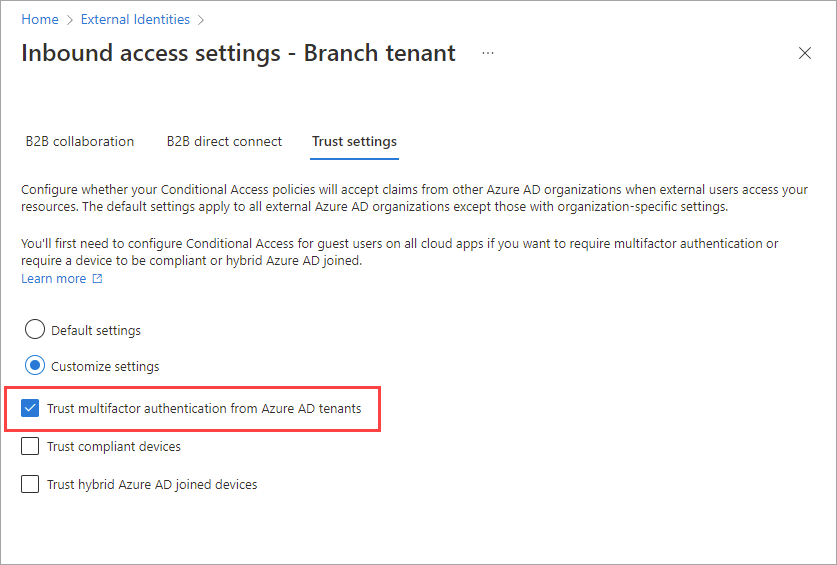 Home > External Identities >
Inbound access settings - Branch tenant ...
B2B collaboration B2B direct connect Trust settings
Configure whether your Conditional Access policies will accept claims from other Azure AD organizations when external users access your
resources. The default settings apply to all external Azure AD organizations except those with organization-specific settings.
You'll first need to configure Conditional Access for guest users on all cloud apps if you want to require multifactor authentication or
require a device to be compliant or hybrid Azure AD joined.
Learn more
Default settings
Customize settings
Trust multifactor authentication from Azure AD tenants
Trust compliant devices
Trust hybrid Azure AD joined devices